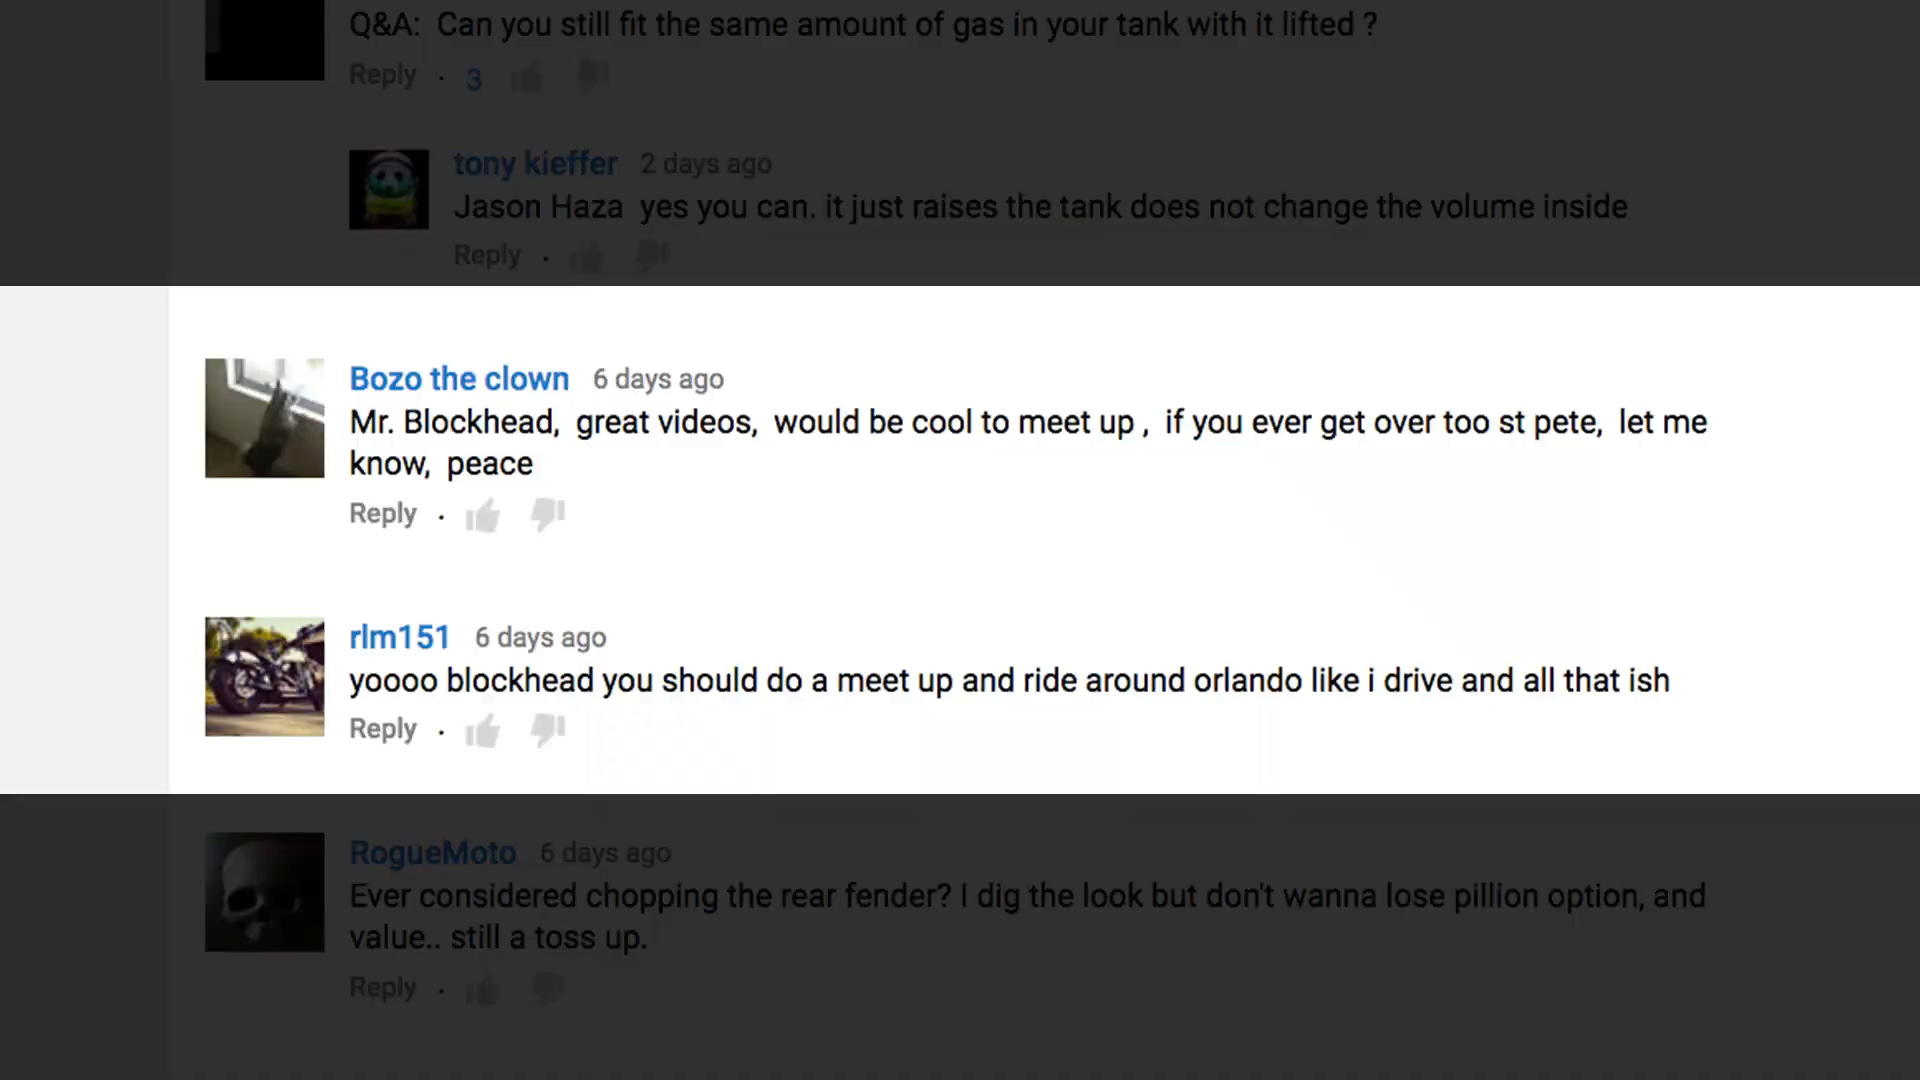 Q&A:  Can you still fit the same amount of gas in your tank with it lifted ?
Reply · 3
tony kieffer 2 days ago
Jason Haza  yes you can. it just raises the tank does not change the volume inside
Reply ·
Bozo the clown 6 days ago
Mr. Blockhead,  great videos,  would be cool to meet up ,  if you ever get over too st pete,  let me
know,  peace
Reply ·
rlm151 6 days ago
yoooo blockhead you should do a meet up and ride around orlando like i drive and all that ish
Reply ·
RogueMoto 6 days ago
Ever considered chopping the rear fender? I dig the look but don't wanna lose pillion option, and
value.. still a toss up.
Reply ·